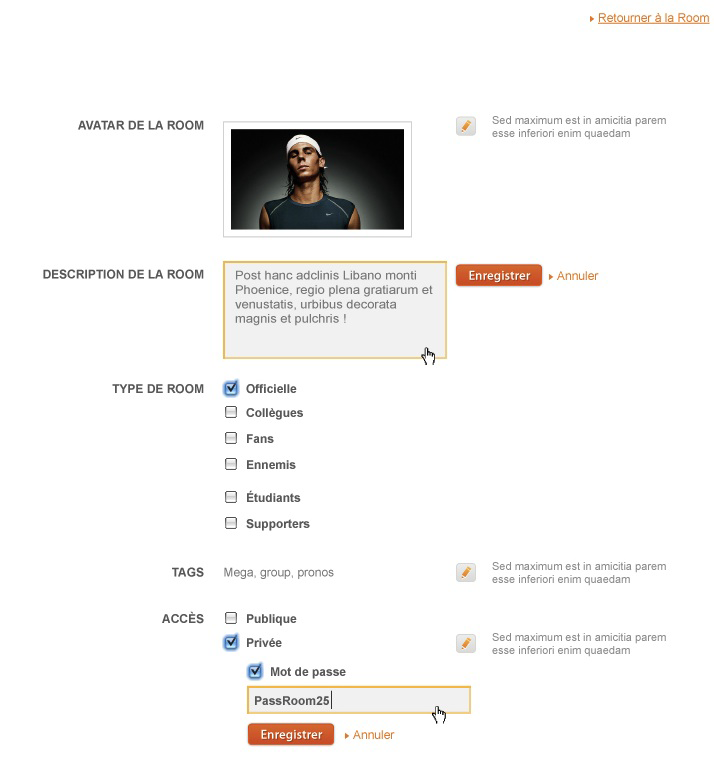 Retourner à la Room
AVATAR DE LA ROOM
Sed maximum est in amicitia parem
esse inferiori enim quaedam
DESCRIPTION DE LA ROOM
Post hanc adclinis Libano monti
Phoenice, regio plena gratiarum et
venustatis, urbibus decorata
magnis et pulchris !
Enregistrer Annuler
TYPE DE ROOM
Officielle
Collègues
Fans
Ennemis
Étudiants
Supporters
TAGS
Mega, group, pronos
Sed maximum est in amicitia parem
esse inferiori enim quaedam
ACCÈS
Publique
Privée
Sed maximum est in amicitia parem
esse inferiori enim quaedam
Mot de passe
PassRoom25
Enregistrer Annuler